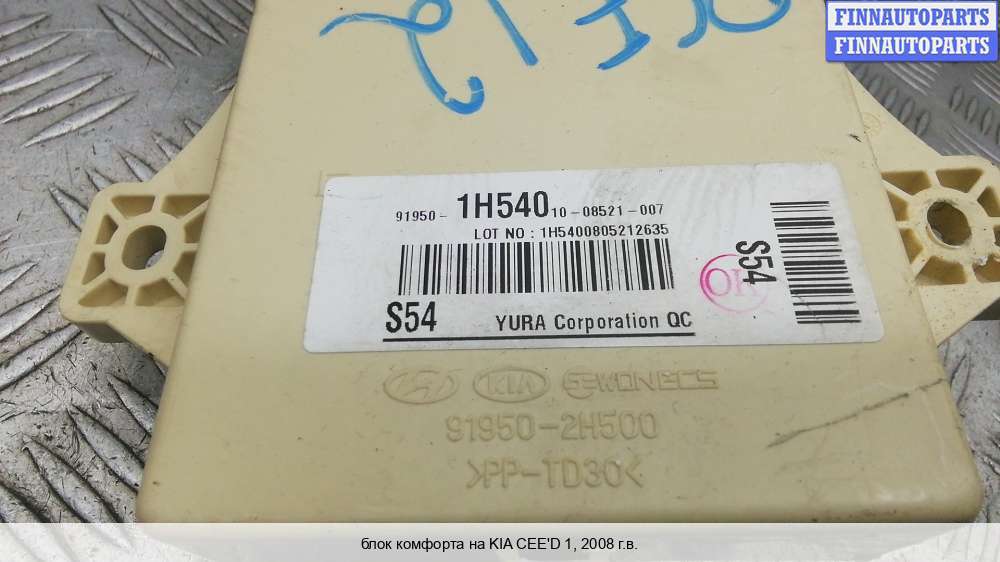 FINNAUTOPARTS
FINNAUTOPARTS
91950- 1H540 10-08521-007
LOT NO : 1H5400805212635
S54
YURA Corporation QC
S54
KIA
91950-2H500
>PP-TD30<
блок комфорта на KIA CEE'D 1, 2008 г.в.